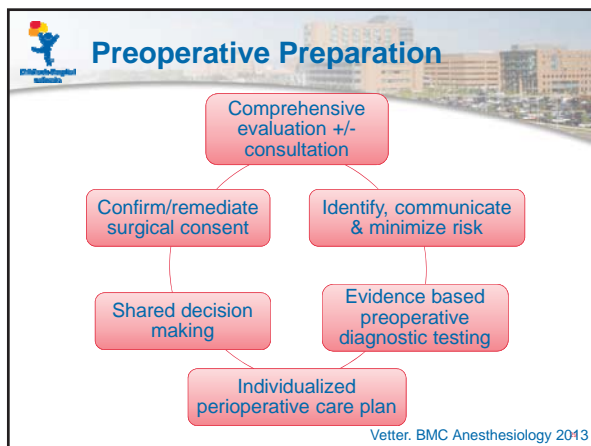 Preoperative Preparation
Comprehensive
evaluation +/-
consultation
Identify, communicate
& minimize risk
Evidence based
preoperative
diagnostic testing
Individualized
perioperative care plan
Shared decision
making
Confirm/remediate
surgical consent
Vetter. BMC Anesthesiology 2013